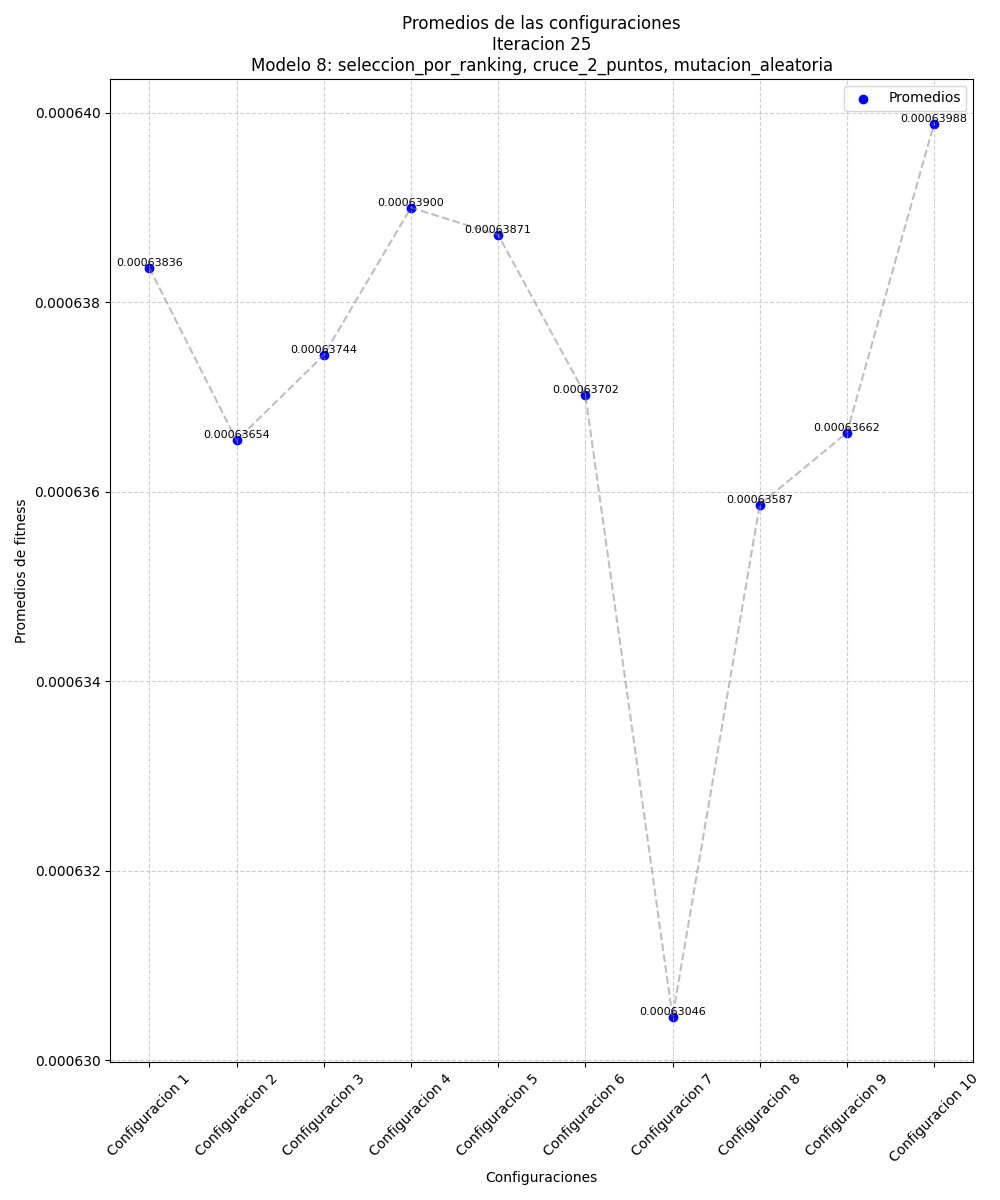 Promedios de las configuraciones
Iteracion 25
Modelo 8: seleccion_por_ranking, cruce_2_puntos, mutacion_aleatoria
Promedios
0.000640
0.000638
0.000636
0.000634
0.000632
0.000630
Promedios de fitness
0.00063836
0.00063654
0.00063744
0.00063900
0.00063871
0.00063702
0.00063046
0.00063587
0.00063662
0.00063988
Configuracion 1
Configuracion 2
Configuracion 3
Configuracion 4
Configuracion 5
Configuracion 6
Configuracion 7
Configuracion 8
Configuracion 9
Configuracion 10
Configuraciones